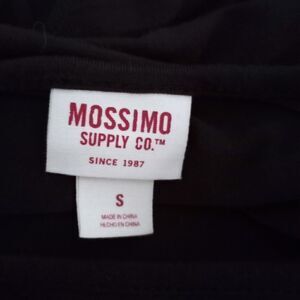 MOSSIMO
SUPPLY CO.™
SINCE 1987
S
MADE IN CHINA
HECHO EN CHINA